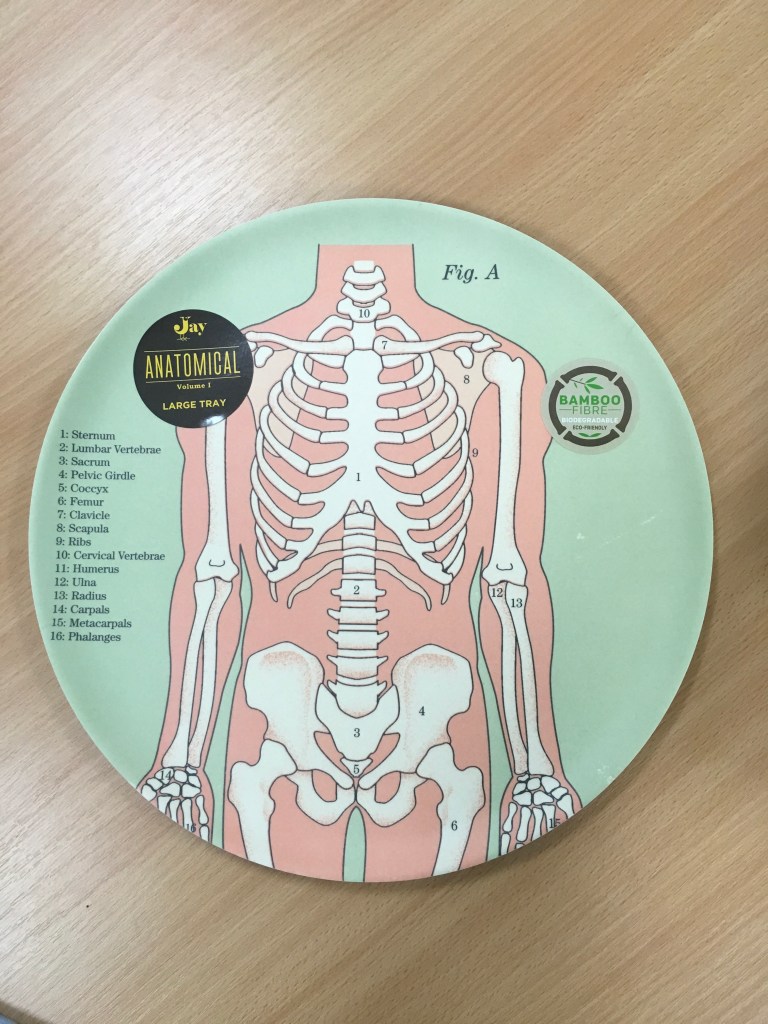 Fig. A
Jay
ANATOMICAL
Volume I
LARGE TRAY
BAMBOO
FIBRE
BIODEGRADABLE
ECO-FRIENDLY
1: Sternum
2: Lumbar Vertebrae
3: Sacrum
4: Pelvic Girdle
5: Coccyx
6: Femur
7: Clavicle
8: Scapula
9: Ribs
10: Cervical Vertebrae
11: Humerus
12: Ulna
13: Radius
14: Carpals
15: Metacarpals
16: Phalanges
10
7
8
9
1
2
12
13
4
3
5
14
16
6
15